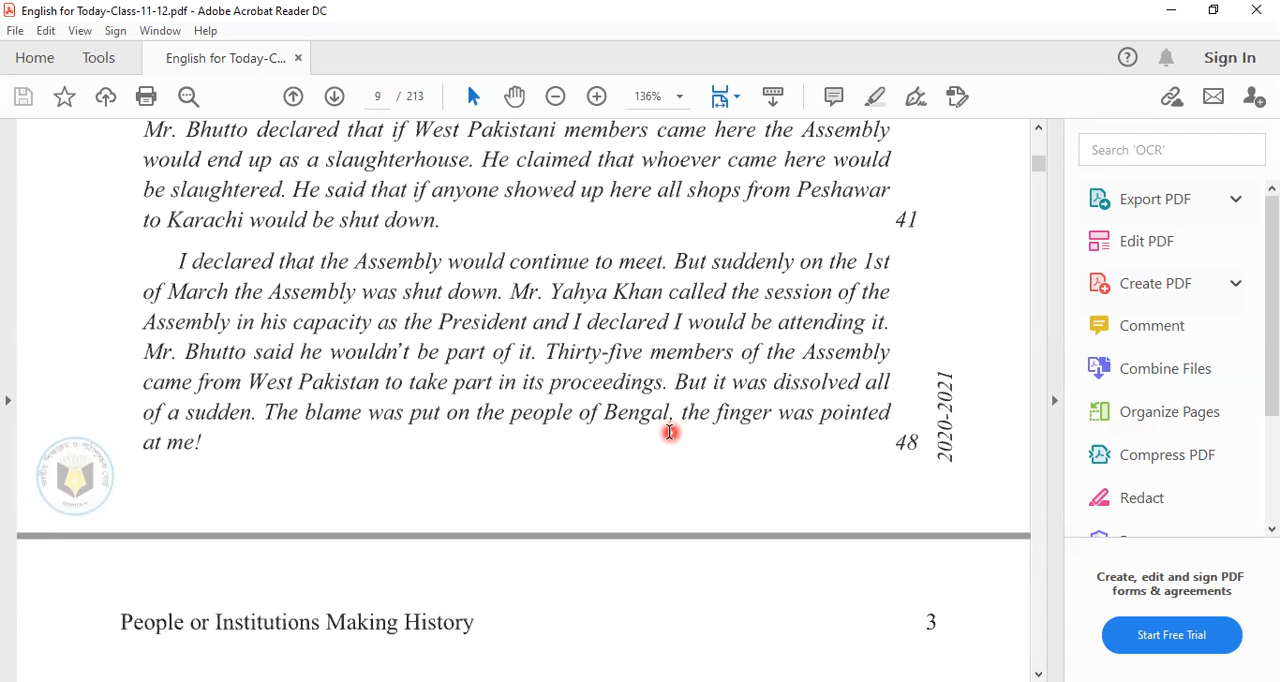 English for Today-Class-11-12.pdf - Adobe Acrobat Reader DC
File Edit View Sign Window Help
Home Tools English for Today-C... × Sign In
9 / 213 136%
Mr. Bhutto declared that if West Pakistani members came here the Assembly
would end up as a slaughterhouse. He claimed that whoever came here would
be slaughtered. He said that if anyone showed up here all shops from Peshawar
to Karachi would be shut down. 41
I declared that the Assembly would continue to meet. But suddenly on the 1st
of March the Assembly was shut down. Mr. Yahya Khan called the session of the
Assembly in his capacity as the President and I declared I would be attending it.
Mr. Bhutto said he wouldn't be part of it. Thirty-five members of the Assembly
came from West Pakistan to take part in its proceedings. But it was dissolved all
of a sudden. The blame was put on the people of Bengal, the finger was pointed
at me! 48
2020-2021
People or Institutions Making History 3
Search 'OCR'
Export PDF
Edit PDF
Create PDF
Comment
Combine Files
Organize Pages
Compress PDF
Redact
Create, edit and sign PDF
forms & agreements
Start Free Trial